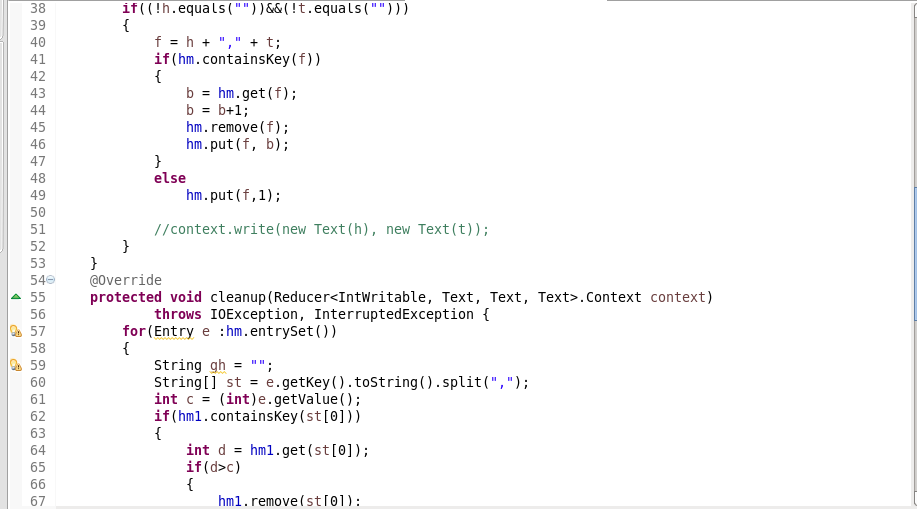 38 if((!h.equals(""))&&(!t.equals("")))
39 {
40 f = h + "," + t;
41 if(hm.containsKey(f))
42 {
43 b = hm.get(f);
44 b = b+1;
45 hm.remove(f);
46 hm.put(f, b);
47 }
48 else
49 hm.put(f,1);
50
51 //context.write(new Text(h), new Text(t));
52 }
53 }
54 @Override
55 protected void cleanup(Reducer<IntWritable, Text, Text, Text>.Context context)
56 throws IOException, InterruptedException {
57 for(Entry e :hm.entrySet())
58 {
59 String gh = "";
60 String[] st = e.getKey().toString().split(",");
61 int c = (int)e.getValue();
62 if(hm1.containsKey(st[0]))
63 {
64 int d = hm1.get(st[0]);
65 if(d>c)
66 {
67 hm1.remove(st[0]);